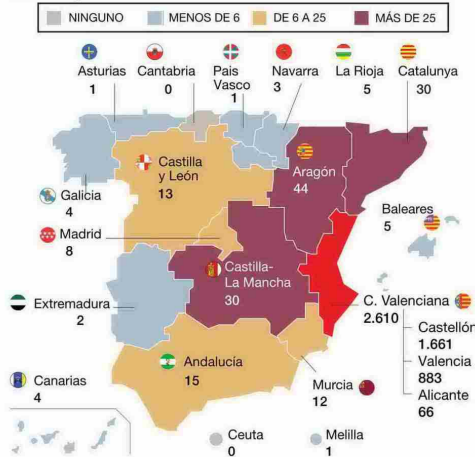 NINGUNO
MENOS DE 6
DE 6 A 25
MÁS DE 25
Asturias
1
Cantabria
0
Pais
Vasco
1
Navarra
3
La Rioja
5
Catalunya
30
Castilla
y León
13
Aragón
44
Galicia
4
Baleares
5
Madrid
8
Castilla-
La Mancha
30
Extremadura
2
C. Valenciana
2.610
Castellón
1.661
Valencia
883
Alicante
66
Andalucía
15
Canarias
4
Murcia
12
Ceuta
0
Melilla
1